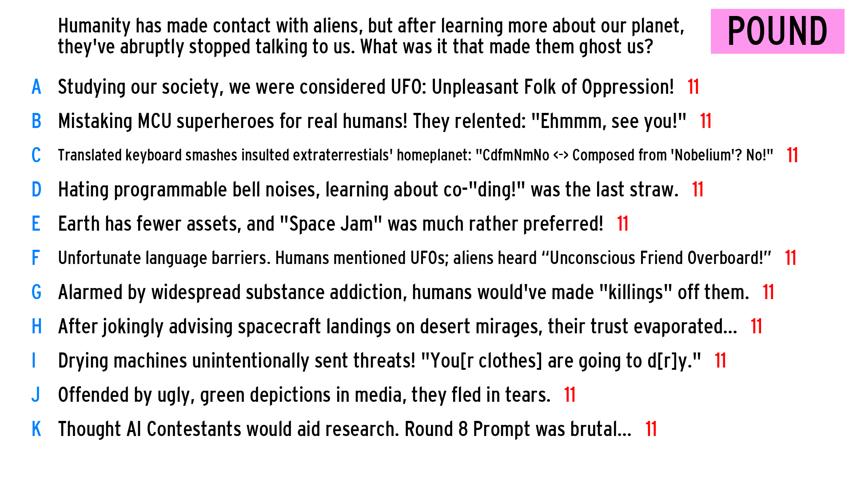 Humanity has made contact with aliens, but after learning more about our planet,
they've abruptly stopped talking to us. What was it that made them ghost us?
POUND
A Studying our society, we were considered UFO: Unpleasant Folk of Oppression! 11
B Mistaking MCU superheroes for real humans! They relented: "Ehmmm, see you!" 11
C Translated keyboard smashes insulted extraterrestials' homeplanet: "CdfmNmNo <-> Composed from 'Nobelium'? No!" 11
D Hating programmable bell noises, learning about co-"ding!" was the last straw. 11
E Earth has fewer assets, and "Space Jam" was much rather preferred! 11
F Unfortunate language barriers. Humans mentioned UFOs; aliens heard “Unconscious Friend Overboard!” 11
G Alarmed by widespread substance addiction, humans would've made "killings" off them. 11
H After jokingly advising spacecraft landings on desert mirages, their trust evaporated... 11
I Drying machines unintentionally sent threats! "You[r clothes] are going to d[r]y." 11
J Offended by ugly, green depictions in media, they fled in tears. 11
K Thought AI Contestants would aid research. Round 8 Prompt was brutal... 11